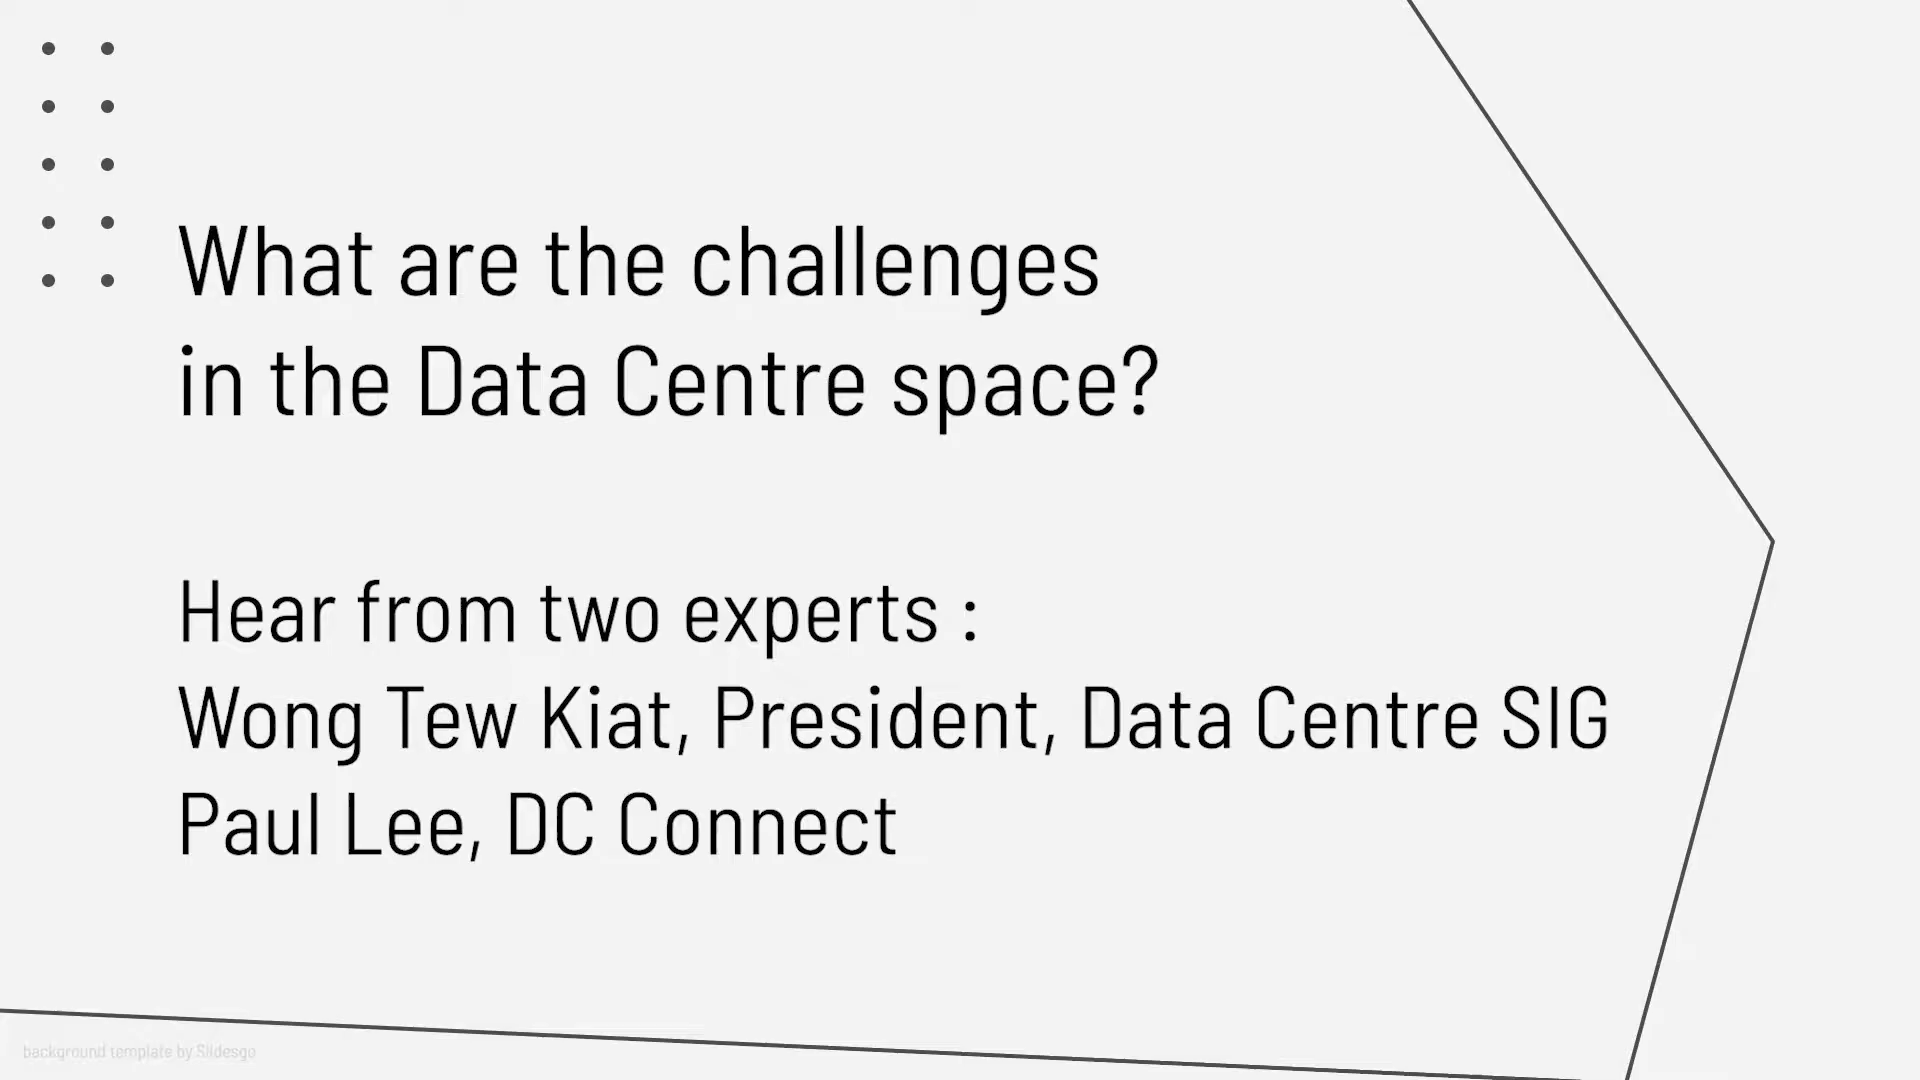 What are the challenges
in the Data Centre space?
Hear from two experts :
Wong Tew Kiat, President, Data Centre SIG
Paul Lee, DC Connect
background template by Slidesgo